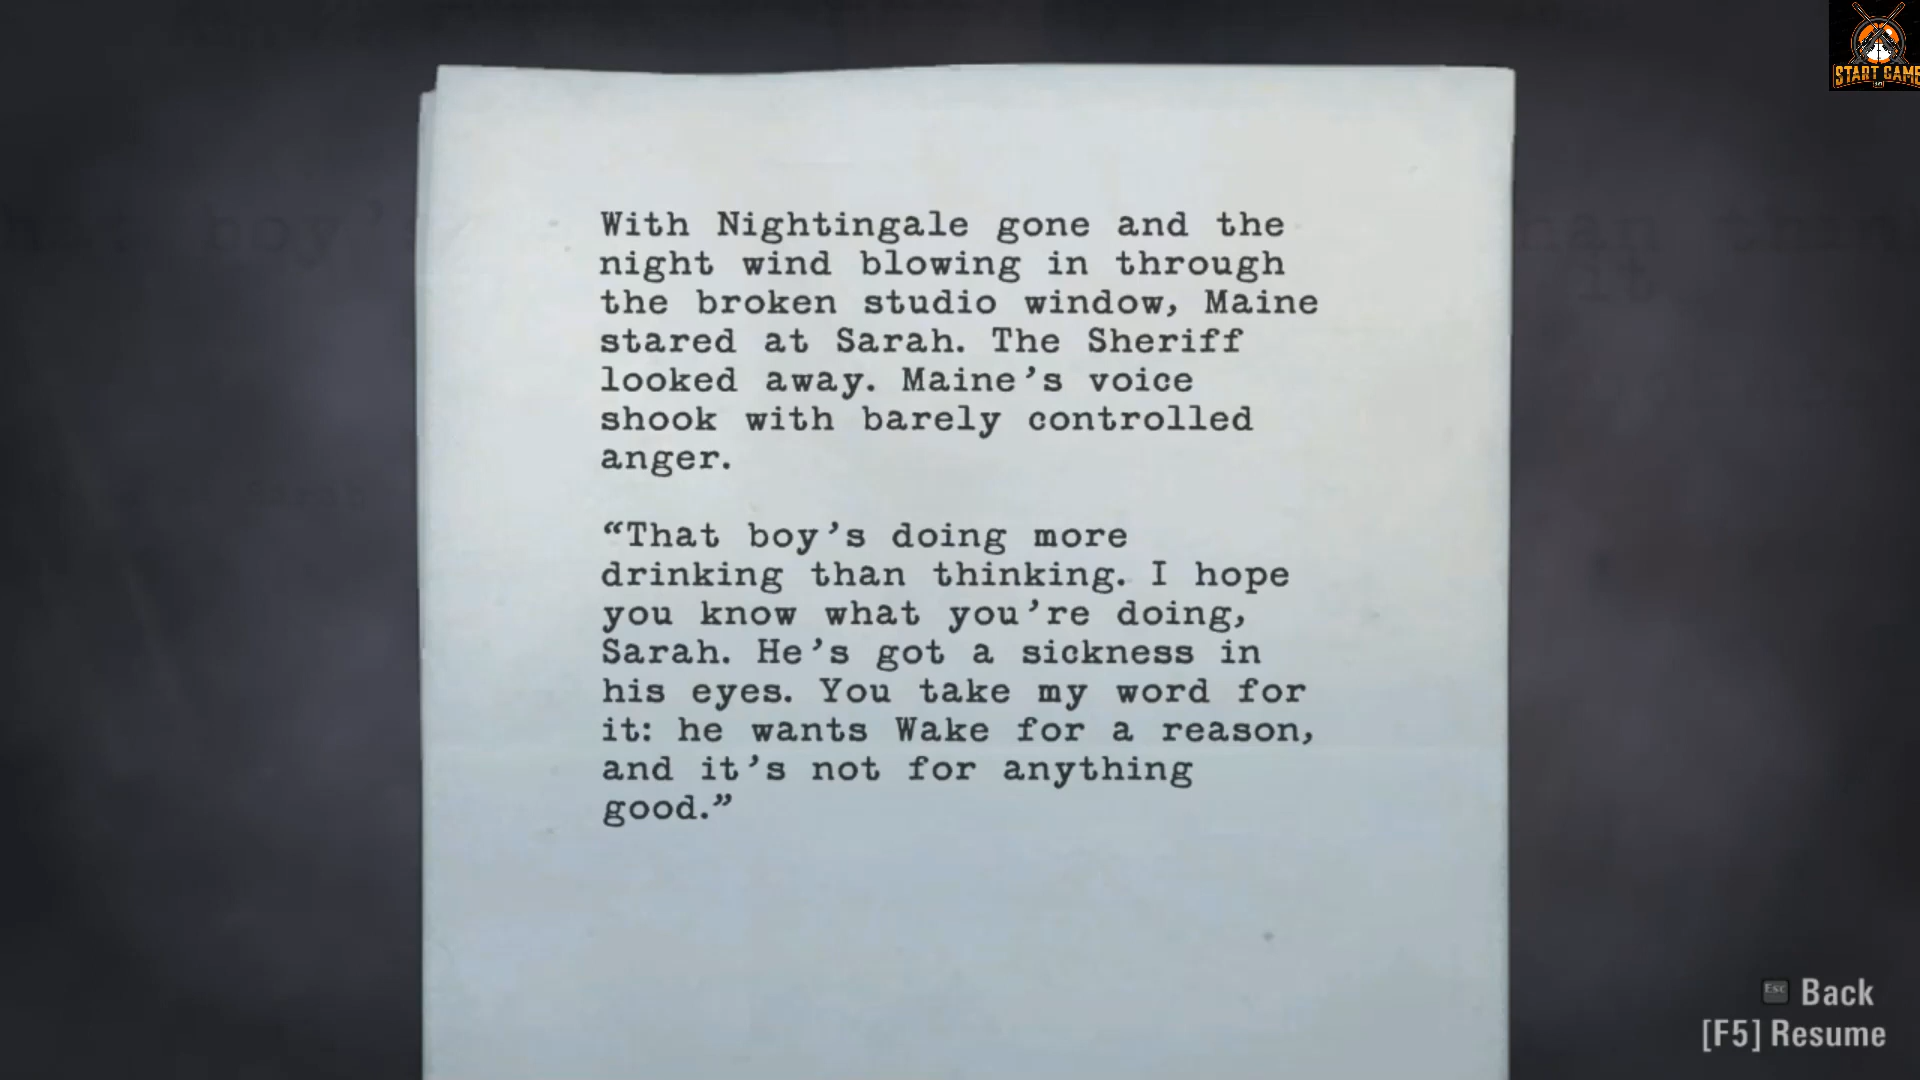 START GAME
With Nightingale gone and the
night wind blowing in through
the broken studio window, Maine
stared at Sarah. The Sheriff
looked away. Maine’s voice
shook with barely controlled
anger.
“That boy’s doing more
drinking than thinking. I hope
you know what you’re doing,
Sarah. He’s got a sickness in
his eyes. You take my word for
it: he wants Wake for a reason,
and it’s not for anything
good.”
Esc Back
[F5] Resume